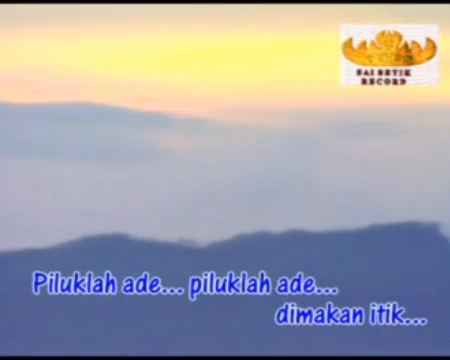 SAI BETIK
RECORD
Piluklah ade... piluklah ade...
dimakan itik...